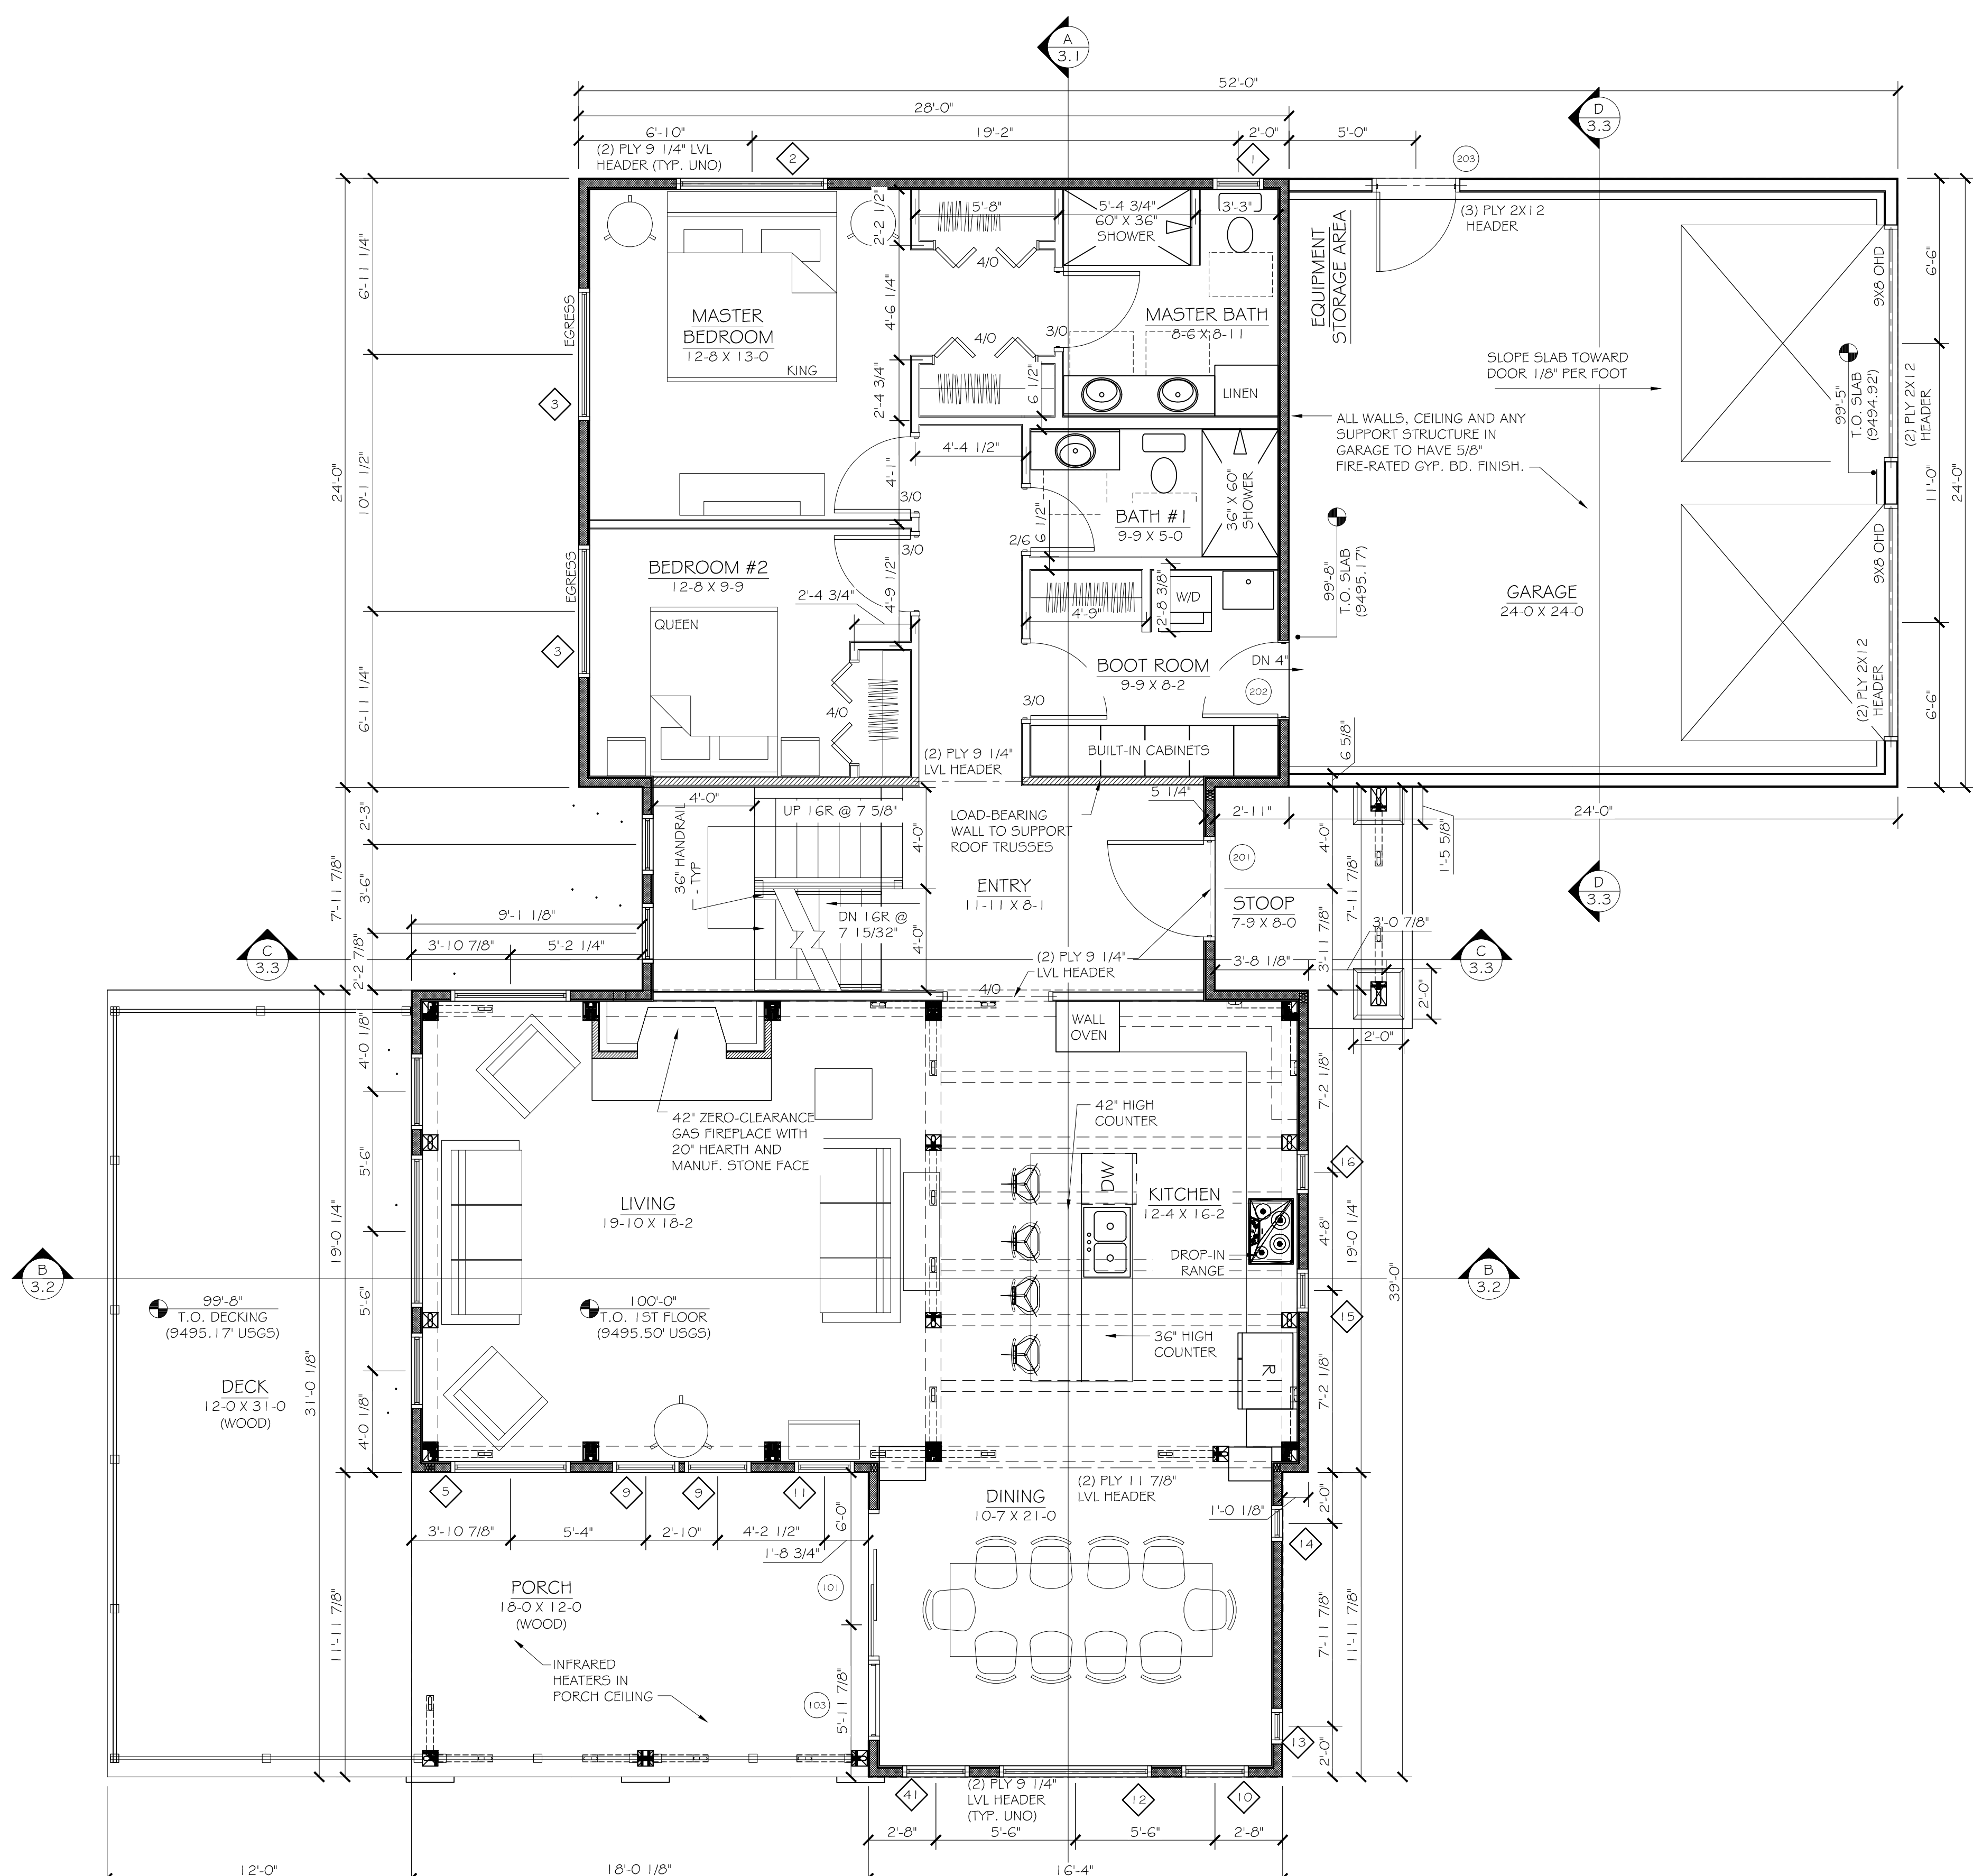 A
3.1
52'-0"
28'-0"
D
3.3
6'-10"
19'-2"
2'-0"
5'-0"
(2) PLY 9 1/4" LVL
HEADER (TYP. UNO)
2
1
203
5'-8"
5'-4 3/4"
3'-3"
60" X 36"
SHOWER
2'-2 1/2"
(3) PLY 2X12
HEADER
EQUIPMENT
STORAGE AREA
6'-11 1/4"
4/0
4'-6 1/4"
EGRESS
MASTER
BEDROOM
12-8 X 13-0
KING
MASTER BATH
8-6 X 8-11
3/0
4/0
9X8 OHD
6'-6"
SLOPE SLAB TOWARD
DOOR 1/8" PER FOOT
99'-5"
T.O. SLAB
(9494.92')
(2) PLY 2X12
HEADER
2'-4 3/4"
6 1/2"
LINEN
3
ALL WALLS, CEILING AND ANY
SUPPORT STRUCTURE IN
GARAGE TO HAVE 5/8"
FIRE-RATED GYP. BD. FINISH.
4'-4 1/2"
24'-0"
10'-1 1/2"
4'-1"
3/0
36" X 60"
SHOWER
BATH #1
9-9 X 5-0
6 1/2"
2/6
11'-0"
24'-0"
3/0
EGRESS
BEDROOM #2
12-8 X 9-9
2'-4 3/4"
4'-9 1/2"
9X8 OHD
99'-8"
T.O. SLAB
(9495.17')
GARAGE
24-0 X 24-0
W/D
2'-8 3/8"
4'-9"
QUEEN
3
BOOT ROOM
9-9 X 8-2
DN 4"
202
6'-11 1/4"
4/0
3/0
(2) PLY 2X12
HEADER
6'-6"
BUILT-IN CABINETS
(2) PLY 9 1/4"
LVL HEADER
6 5/8"
4'-0"
UP 16R @ 7 5/8"
5 1/4"
2'-11"
24'-0"
LOAD-BEARING
WALL TO SUPPORT
ROOF TRUSSES
2'-3"
36" HANDRAIL
- TYP
4'-0"
4'-0"
1'-5 5/8"
201
7'-11 7/8"
3'-6"
ENTRY
11-11 X 8-1
STOOP
7-9 X 8-0
7'-11 7/8"
D
3.3
DN 16R @
7 15/32"
9'-1 1/8"
3'-10 7/8"
5'-2 1/4"
4'-0"
3'-0 7/8"
C
3.3
2'-2 7/8"
(2) PLY 9 1/4"
LVL HEADER
3'-8 1/8"
3'-11 7/8"
C
3.3
4/0
2'-0"
2'-0"
WALL
OVEN
4'-0 1/8"
7'-2 1/8"
42" ZERO-CLEARANCE
GAS FIREPLACE WITH
20" HEARTH AND
MANUF. STONE FACE
42" HIGH
COUNTER
5'-6"
16
DW
LIVING
19-10 X 18-2
KITCHEN
12-4 X 16-2
19'-0 1/4"
4'-8"
19'-0 1/4"
DROP-IN
RANGE
B
3.2
B
3.2
39'-0"
5'-6"
99'-8"
T.O. DECKING
(9495.17' USGS)
100'-0"
T.O. 1ST FLOOR
(9495.50' USGS)
15
36" HIGH
COUNTER
R
DECK
12-0 X 31-0
(WOOD)
31'-0 1/8"
4'-0 1/8"
7'-2 1/8"
5
9
9
11
(2) PLY 11 7/8"
LVL HEADER
DINING
10-7 X 21-0
1'-0 1/8"
2'-0"
3'-10 7/8"
5'-4"
2'-10"
4'-2 1/2"
6'-0"
1'-8 3/4"
14
PORCH
18-0 X 12-0
(WOOD)
101
11'-11 7/8"
7'-11 7/8"
11'-11 7/8"
INFRARED
HEATERS IN
PORCH CEILING
103
5'-11 7/8"
13
2'-0"
41
(2) PLY 9 1/4"
LVL HEADER
(TYP. UNO)
12
10
2'-8"
5'-6"
5'-6"
2'-8"
12'-0"
18'-0 1/8"
16'-4"